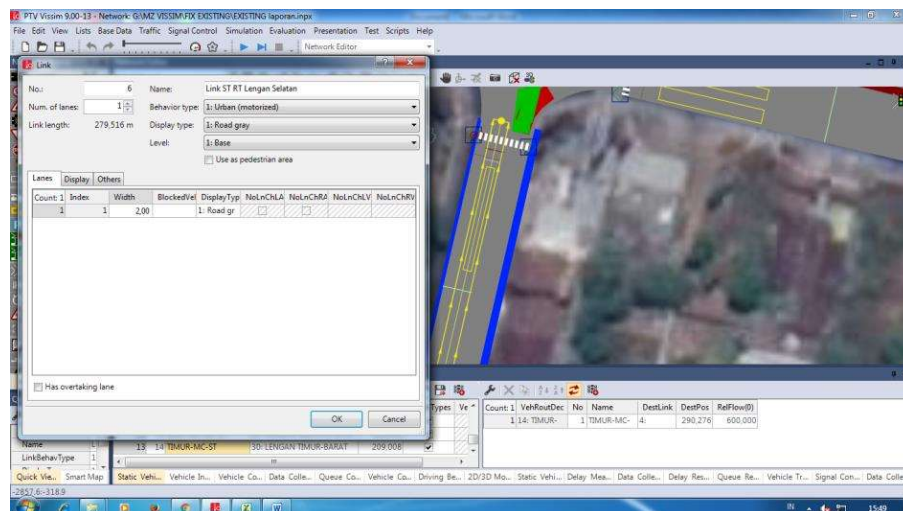 PTV Vissim 9.00-13 - Network: G:\MZ VISSIM\FIX EXISTING\EXISTING laporan.inpx
File Edit View Lists Base Data Traffic Signal Control Simulation Evaluation Presentation Test Scripts Help
Network Editor
Link
No.: 6 Name: Link ST RT Lengan Selatan
Num. of lanes: 1 Behavior type: 1: Urban (motorized)
Link length: 279,516 m Display type: 1: Road gray
Level: 1: Base
Use as pedestrian area
Lanes Display Others
Count: 1 Index Width BlockedVel DisplayTyp NoLnChLA NoLnChRA NoLnChLV NoLnChRV
1 1 2,00 1: Road gr
Has overtaking lane
OK Cancel
Types Ve
Count: 1 VehRoutDec No Name DestLink DestPos RelFlow(0)
1 14: TIMUR- 1 TIMUR-MC- 4: 290,276 600,000
Name
13 14 TIMUR-MC-ST 30: LENGAN TIMUR-BARAT 209,008
LinkBehavType 1
Quick Vie... Smart Map Static Vehi... Vehicle In... Vehicle Co... Data Colle... Queue Co... Vehicle Co... Driving Be... 2D/3D Mo... Static Vehi... Delay Mea... Data Colle... Delay Res... Queue Re... Vehicle Tr... Signal Con... Data Colle
-2857.6:-318.9
IN 15:49